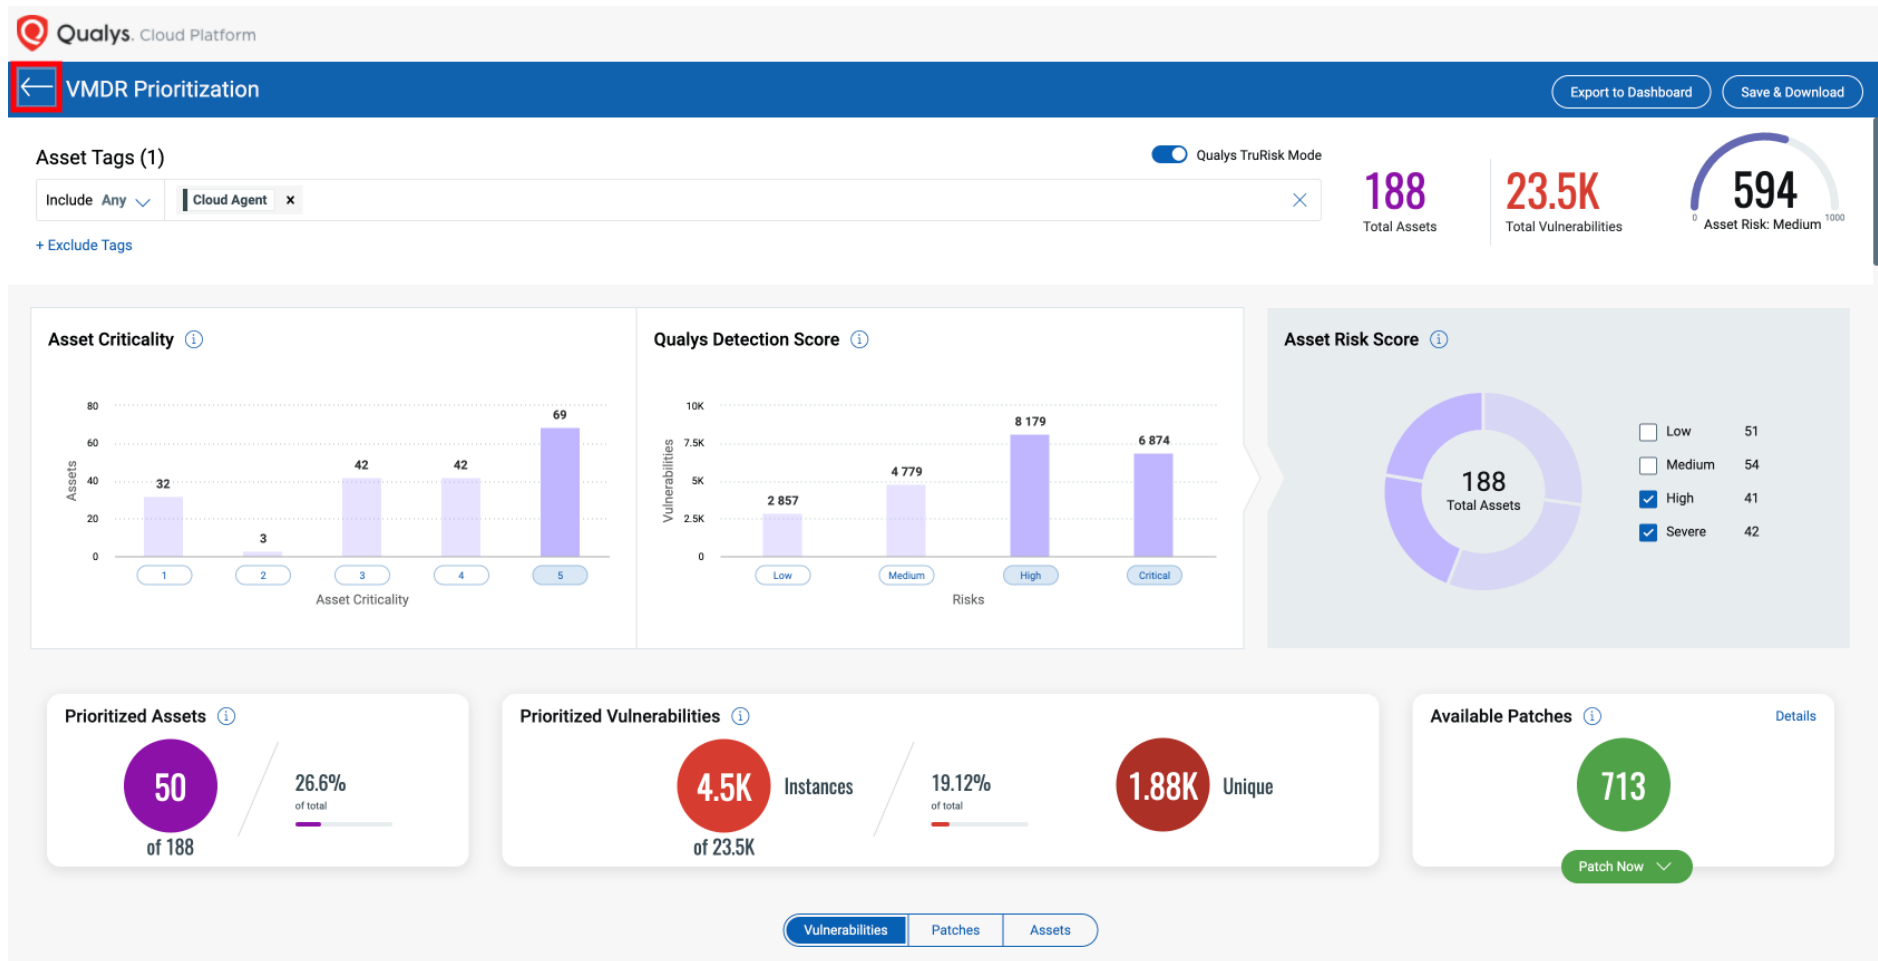 Qualys. Cloud Platform
VMDR Prioritization
Export to Dashboard
Save & Download
Asset Tags (1)
Qualys TruRisk Mode
Include Any
Cloud Agent
+ Exclude Tags
188
Total Assets
23.5K
Total Vulnerabilities
594
0
Asset Risk: Medium
1000
Asset Criticality
80
60
40
20
0
Assets
32
3
42
42
69
1
2
3
4
5
Asset Criticality
Qualys Detection Score
10K
7.5K
5K
2.5K
0
Vulnerabilities
2 857
4 779
8 179
6 874
Low
Medium
High
Critical
Risks
Asset Risk Score
188
Total Assets
Low 51
Medium 54
High 41
Severe 42
Prioritized Assets
50
of 188
26.6%
of total
Prioritized Vulnerabilities
4.5K Instances
of 23.5K
19.12%
of total
1.88K Unique
Available Patches
Details
713
Patch Now
Vulnerabilities
Patches
Assets